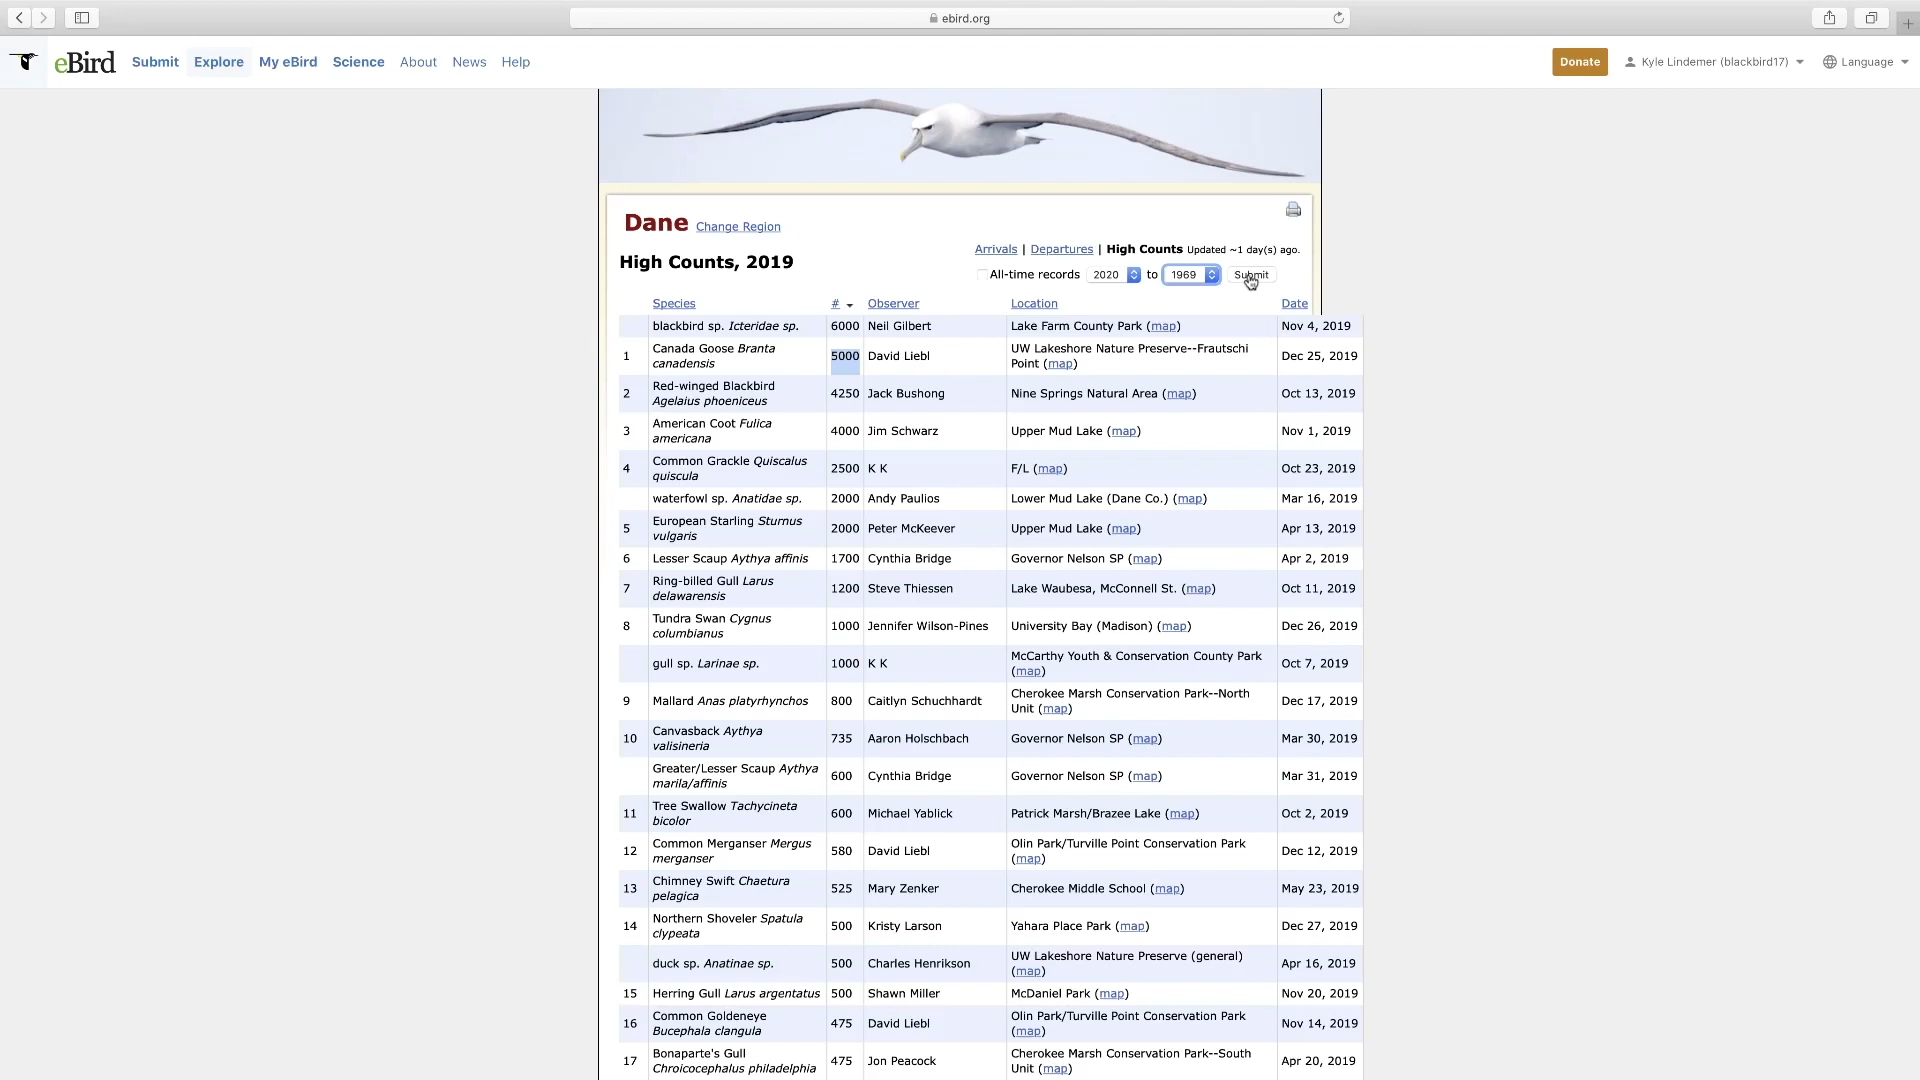 ebird.org
eBird Submit Explore My eBird Science About News Help Donate Kyle Lindemer (blackbird17) Language
Dane Change Region
Arrivals | Departures | High Counts Updated ~1 day(s) ago.
High Counts, 2019
All-time records 2020 to 1969 Submit
Species # Observer Location Date
blackbird sp. Icteridae sp. 6000 Neil Gilbert Lake Farm County Park (map) Nov 4, 2019
1 Canada Goose Branta canadensis 5000 David Liebl UW Lakeshore Nature Preserve--Frautschi Point (map) Dec 25, 2019
2 Red-winged Blackbird Agelaius phoeniceus 4250 Jack Bushong Nine Springs Natural Area (map) Oct 13, 2019
3 American Coot Fulica americana 4000 Jim Schwarz Upper Mud Lake (map) Nov 1, 2019
4 Common Grackle Quiscalus quiscula 2500 K K F/L (map) Oct 23, 2019
waterfowl sp. Anatidae sp. 2000 Andy Paulios Lower Mud Lake (Dane Co.) (map) Mar 16, 2019
5 European Starling Sturnus vulgaris 2000 Peter McKeever Upper Mud Lake (map) Apr 13, 2019
6 Lesser Scaup Aythya affinis 1700 Cynthia Bridge Governor Nelson SP (map) Apr 2, 2019
7 Ring-billed Gull Larus delawarensis 1200 Steve Thiessen Lake Waubesa, McConnell St. (map) Oct 11, 2019
8 Tundra Swan Cygnus columbianus 1000 Jennifer Wilson-Pines University Bay (Madison) (map) Dec 26, 2019
gull sp. Larinae sp. 1000 K K McCarthy Youth & Conservation County Park (map) Oct 7, 2019
9 Mallard Anas platyrhynchos 800 Caitlyn Schuchhardt Cherokee Marsh Conservation Park--North Unit (map) Dec 17, 2019
10 Canvasback Aythya valisineria 735 Aaron Holschbach Governor Nelson SP (map) Mar 30, 2019
Greater/Lesser Scaup Aythya marila/affinis 600 Cynthia Bridge Governor Nelson SP (map) Mar 31, 2019
11 Tree Swallow Tachycineta bicolor 600 Michael Yablick Patrick Marsh/Brazee Lake (map) Oct 2, 2019
12 Common Merganser Mergus merganser 580 David Liebl Olin Park/Turville Point Conservation Park (map) Dec 12, 2019
13 Chimney Swift Chaetura pelagica 525 Mary Zenker Cherokee Middle School (map) May 23, 2019
14 Northern Shoveler Spatula clypeata 500 Kristy Larson Yahara Place Park (map) Dec 27, 2019
duck sp. Anatinae sp. 500 Charles Henrikson UW Lakeshore Nature Preserve (general) (map) Apr 16, 2019
15 Herring Gull Larus argentatus 500 Shawn Miller McDaniel Park (map) Nov 20, 2019
16 Common Goldeneye Bucephala clangula 475 David Liebl Olin Park/Turville Point Conservation Park (map) Nov 14, 2019
17 Bonaparte's Gull Chroicocephalus philadelphia 475 Jon Peacock Cherokee Marsh Conservation Park--South Unit (map) Apr 20, 2019